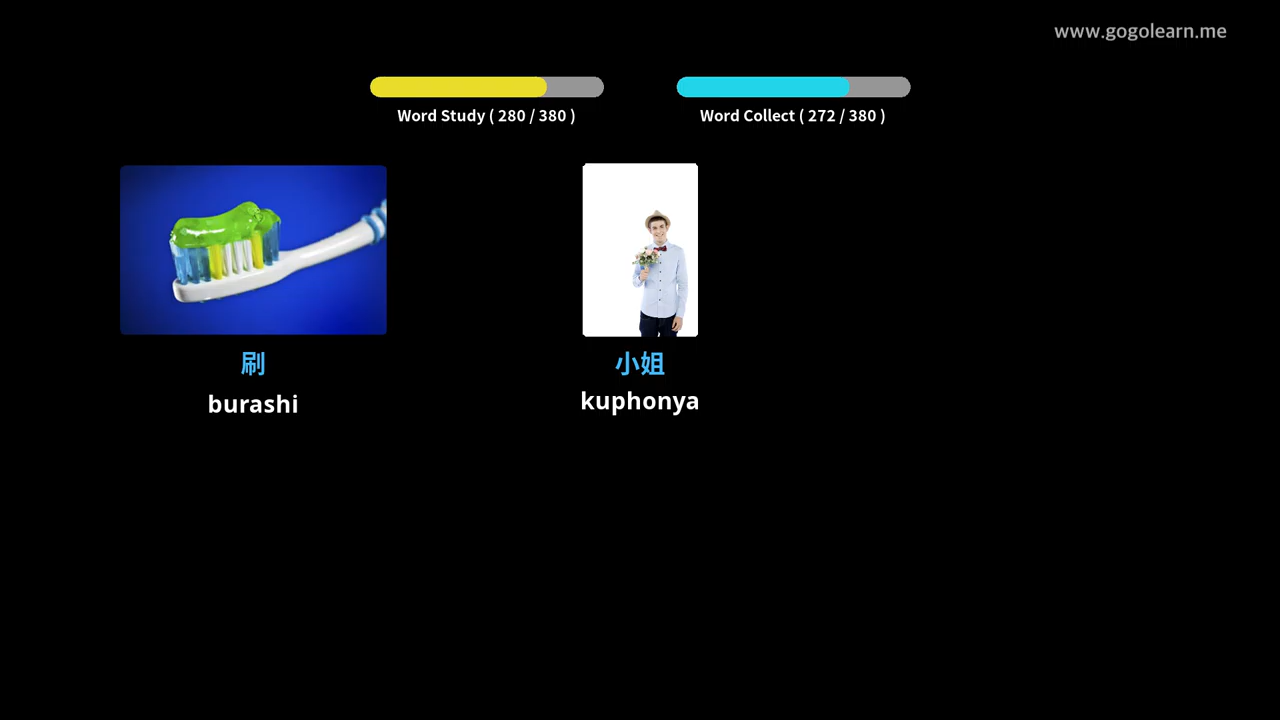 www.gogolearn.me
Word Study ( 280 / 380 )
Word Collect ( 272 / 380 )
刷
burashi
小姐
kuphonya